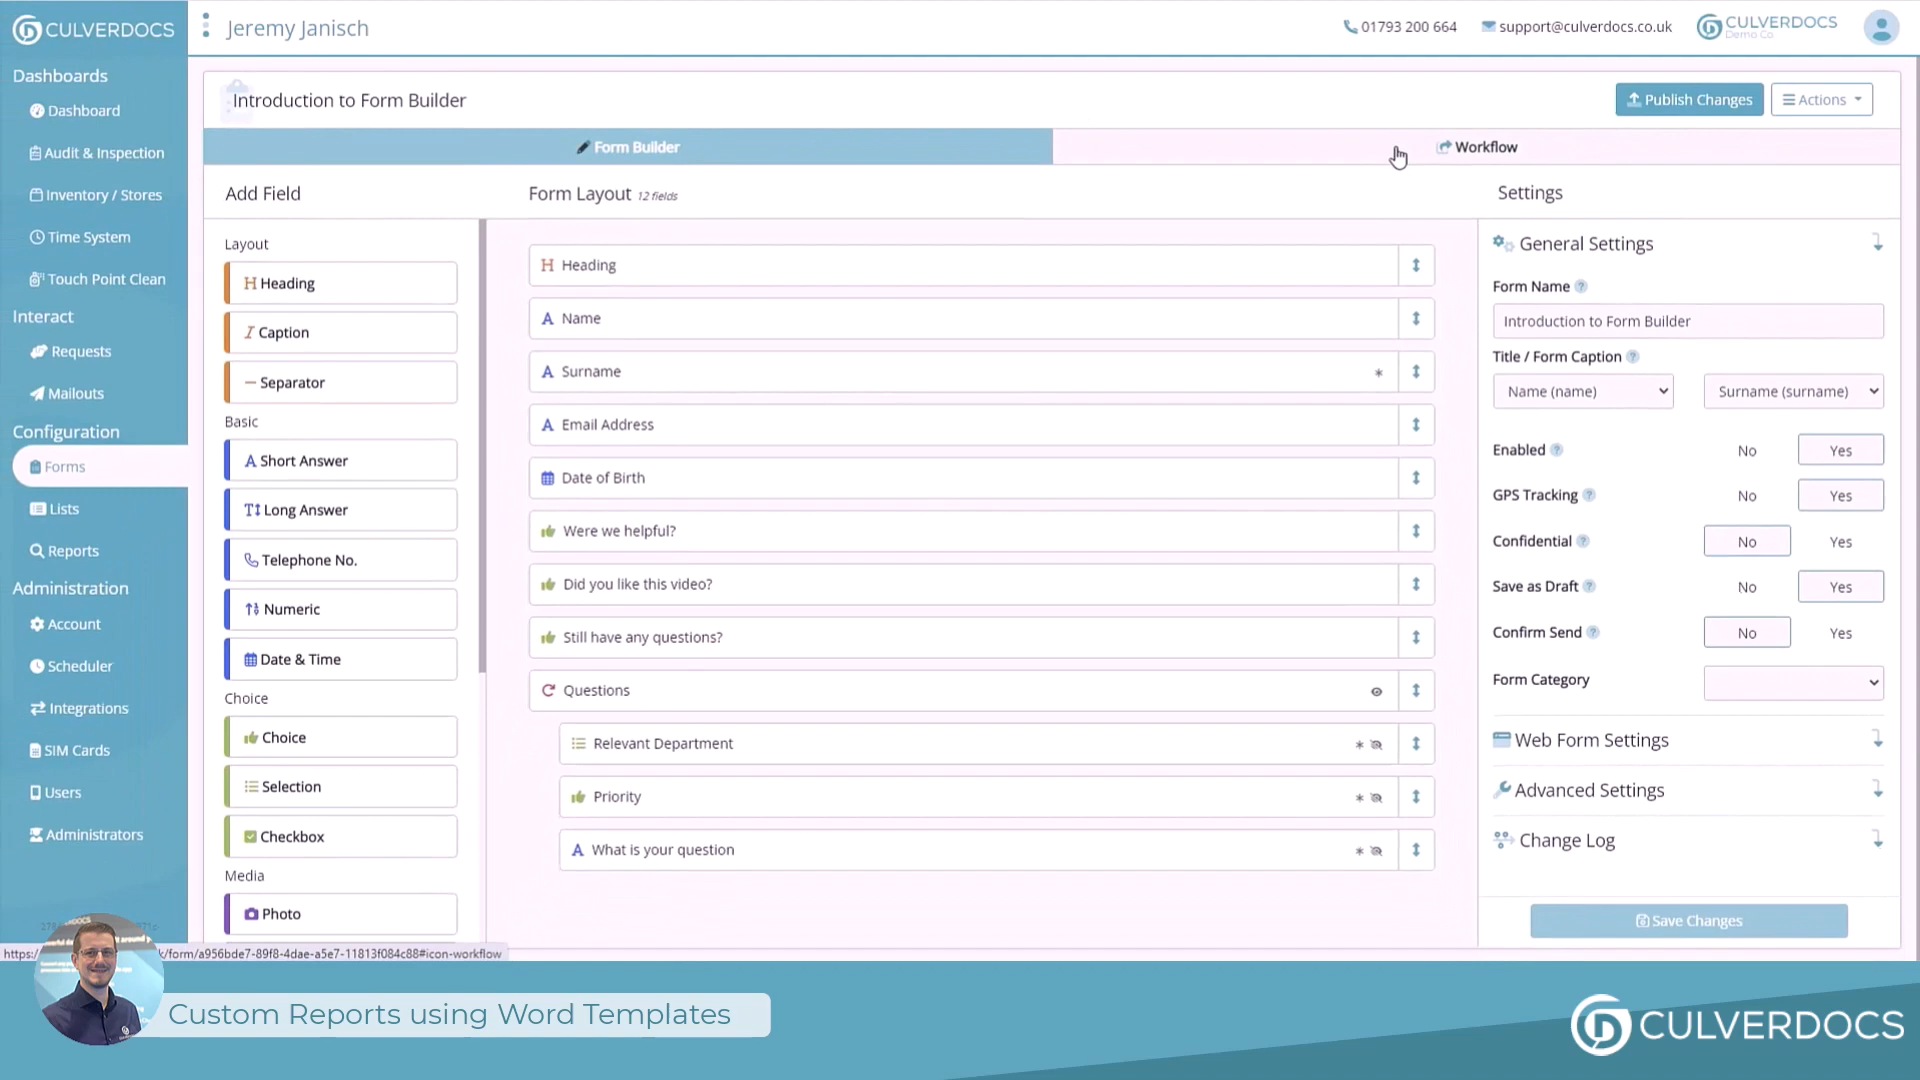 CULVERDOCS
Jeremy Janisch
01793 200 664
support@culverdocs.co.uk
CULVERDOCS
Demo Co
Dashboards
Dashboard
Audit & Inspection
Inventory / Stores
Time System
Touch Point Clean
Interact
Requests
Mailouts
Configuration
Forms
Lists
Reports
Administration
Account
Scheduler
Integrations
SIM Cards
Users
Administrators
Introduction to Form Builder
Publish Changes
Actions
Form Builder
Workflow
Add Field
Layout
Heading
Caption
Separator
Basic
Short Answer
Long Answer
Telephone No.
Numeric
Date & Time
Choice
Choice
Selection
Checkbox
Media
Photo
Form Layout 12 fields
Heading
Name
Surname *
Email Address
Date of Birth
Were we helpful?
Did you like this video?
Still have any questions?
Questions
Relevant Department *
Priority *
What is your question *
Settings
General Settings
Form Name
Introduction to Form Builder
Title / Form Caption
Name (name)
Surname (surname)
Enabled No Yes
GPS Tracking No Yes
Confidential No Yes
Save as Draft No Yes
Confirm Send No Yes
Form Category
Web Form Settings
Advanced Settings
Change Log
Save Changes
https:/
k/form/a956bde7-89f8-4dae-a5e7-11813f084c88#icon-workflow
Custom Reports using Word Templates
CULVERDOCS